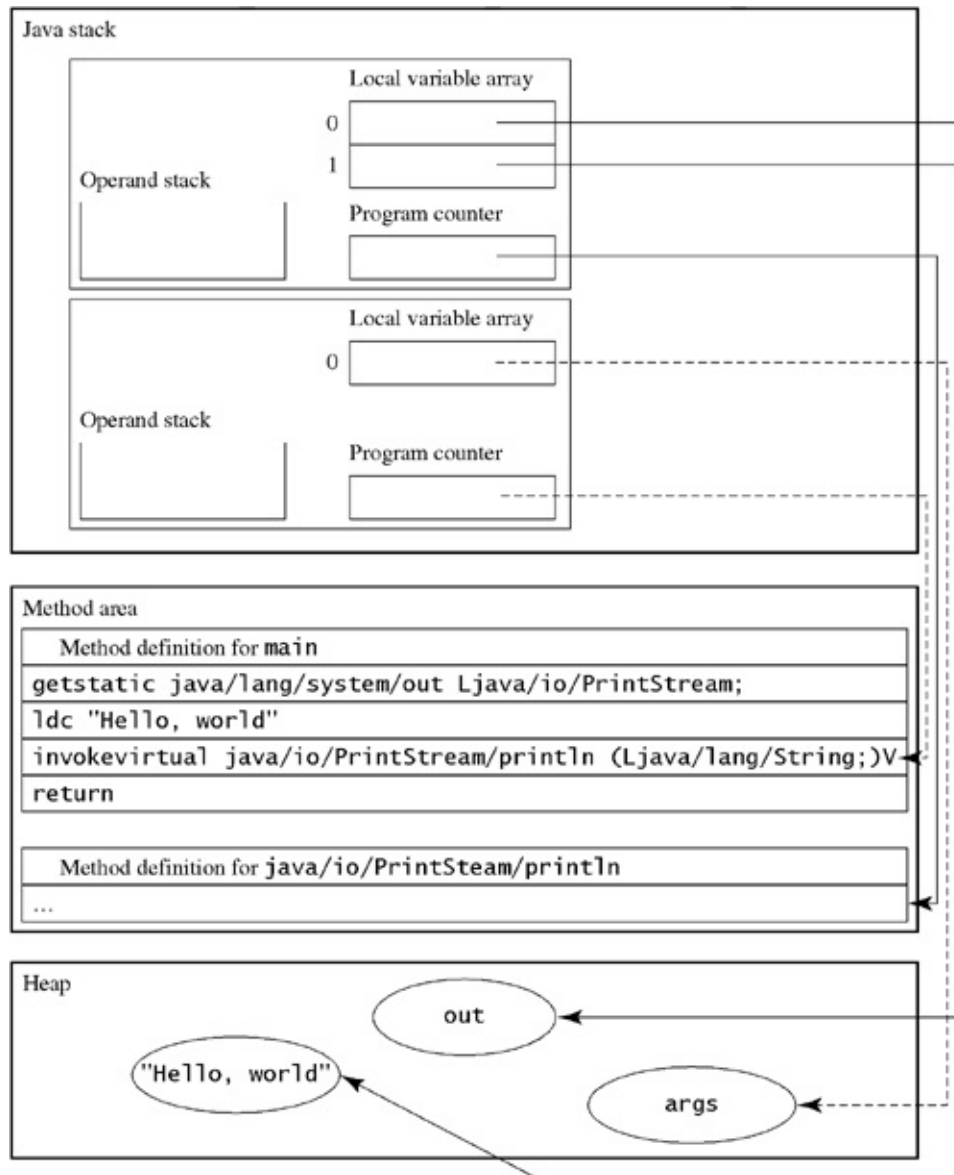 Java stack
Local variable array
0
1
Operand stack
Program counter
Local variable array
0
Operand stack
Program counter
Method area
Method definition for main
getstatic java/lang/system/out Ljava/io/PrintStream;
ldc "Hello, world"
invokevirtual java/io/PrintStream/println (Ljava/lang/String;)V
return
Method definition for java/io/PrintSteam/println
...
Heap
out
"Hello, world"
args